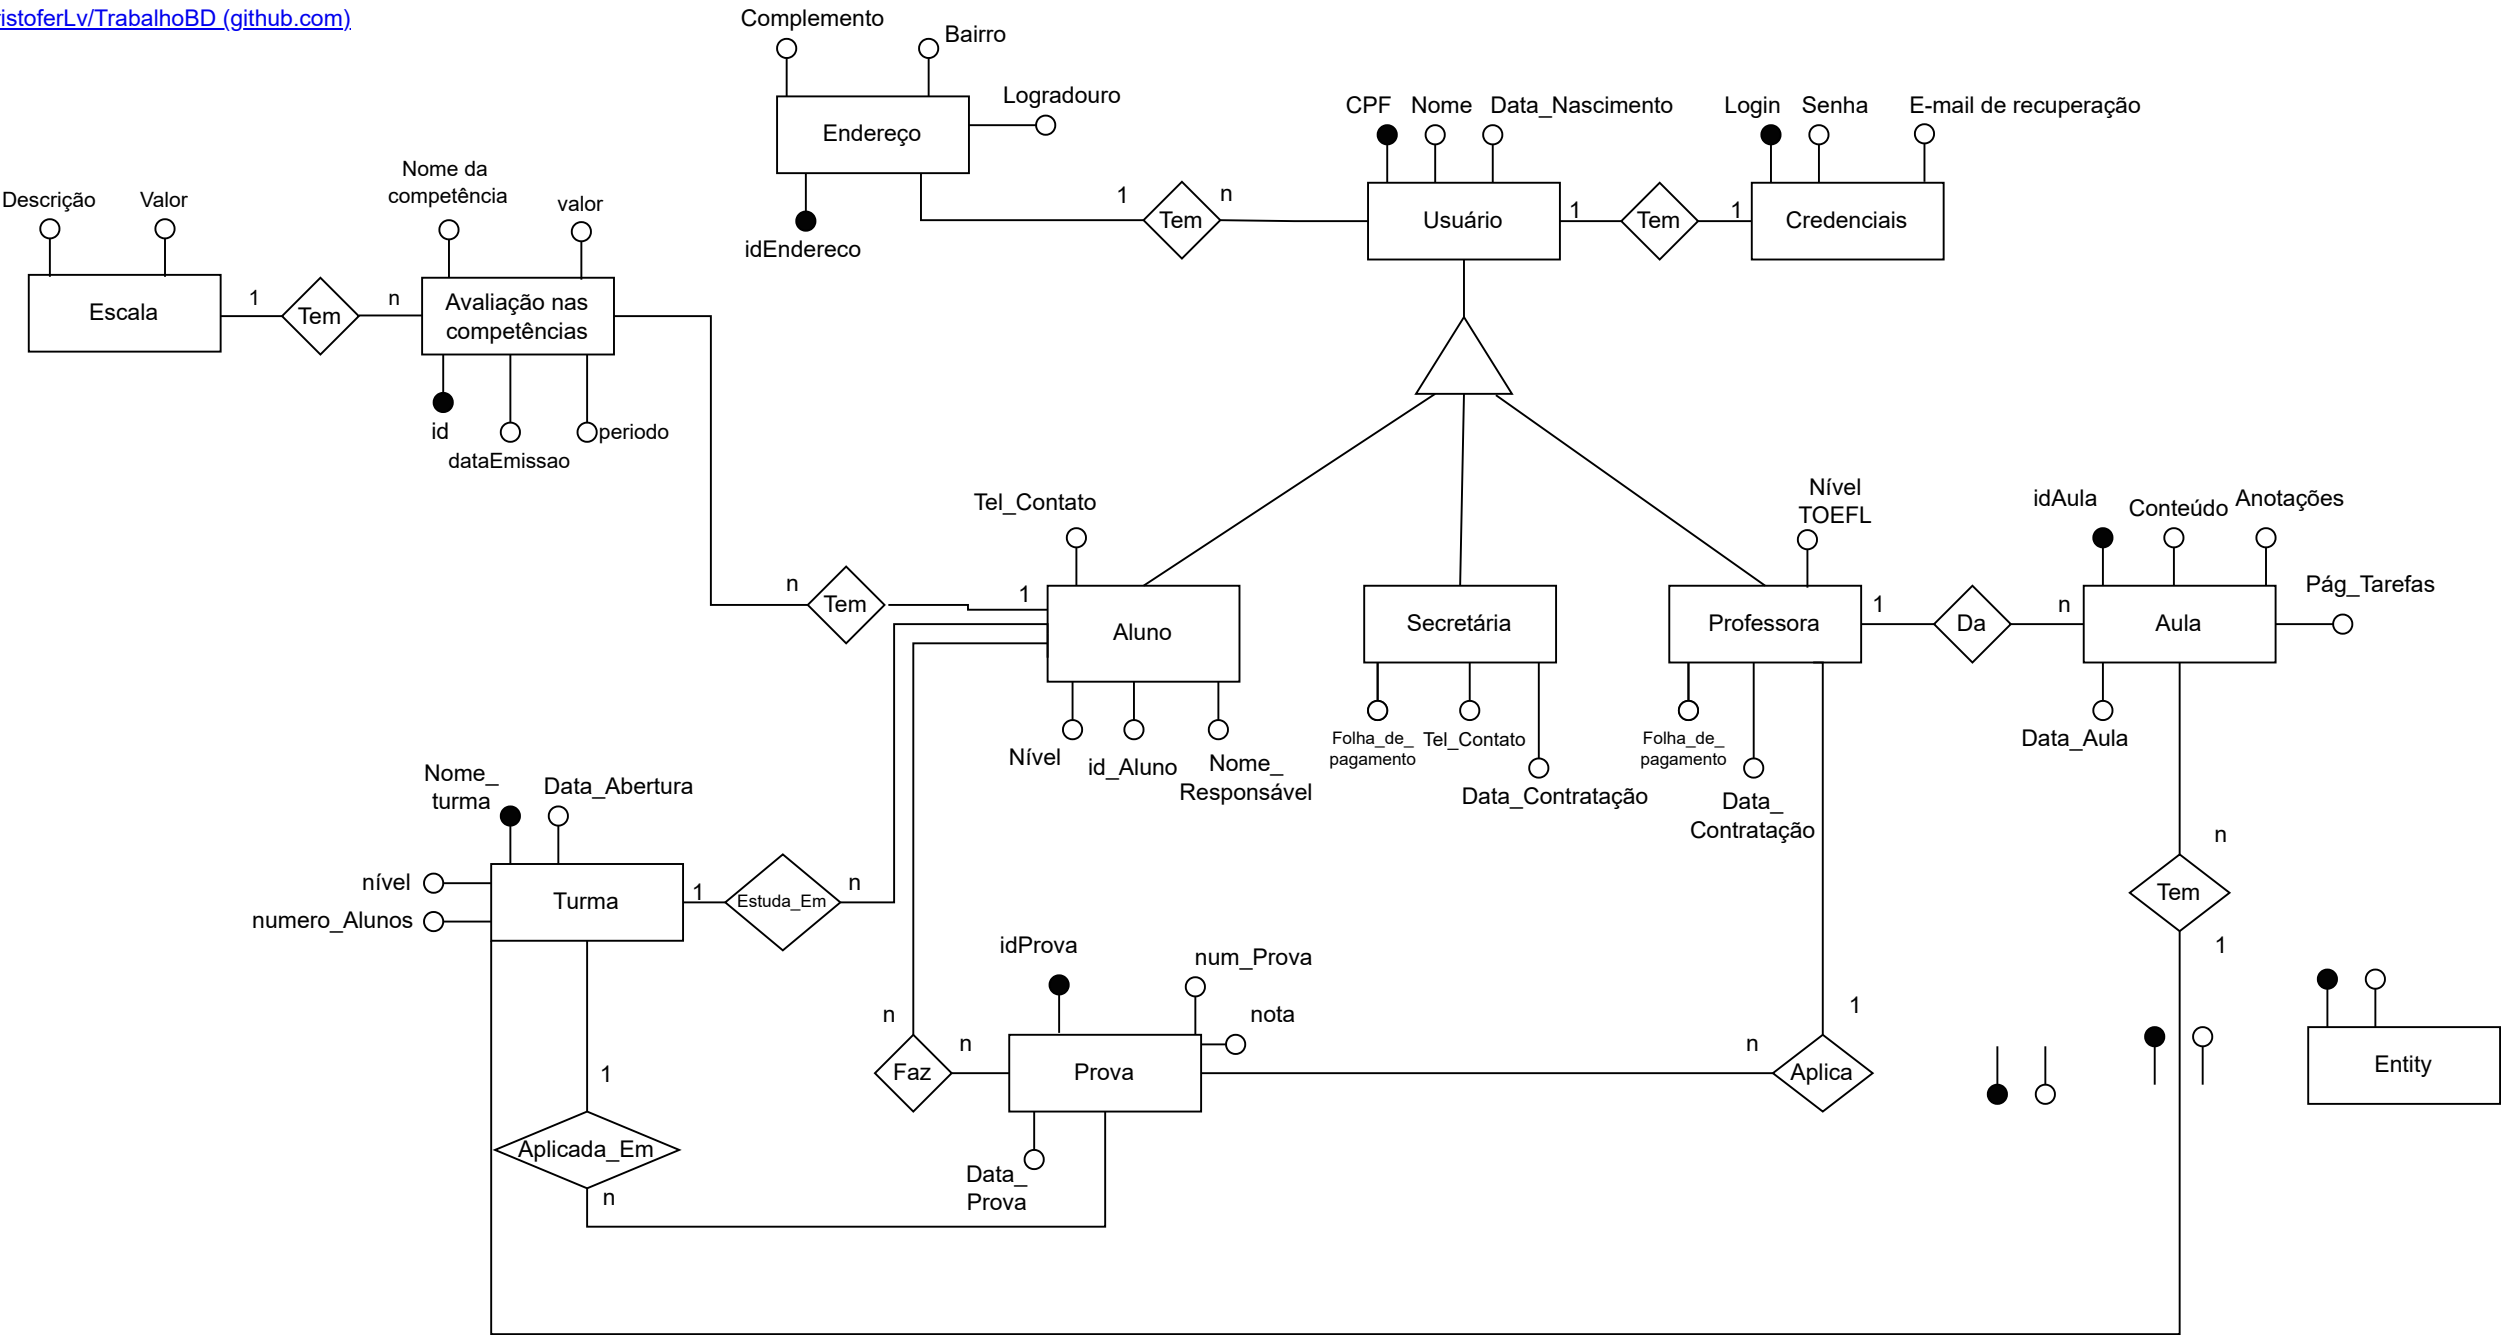 istoferLv/TrabalhoBD (github.com)
Complemento
Bairro
Logradouro
Endereço
idEndereco
1
Tem
n
CPF
Nome
Data_Nascimento
Usuário
1
Tem
1
Login
Senha
E-mail de recuperação
Credenciais
Descrição
Valor
Escala
1
Tem
n
Nome da
competência
valor
Avaliação nas
competências
id
dataEmissao
periodo
n
Tem
1
Tel_Contato
Aluno
Nível
id_Aluno
Nome_
Responsável
Secretária
Folha_de_
pagamento
Tel_Contato
Data_Contratação
Nível
TOEFL
Professora
Folha_de_
pagamento
Data_
Contratação
1
Da
n
idAula
Conteúdo
Anotações
Pág_Tarefas
Aula
Data_Aula
n
Tem
1
Nome_
turma
Data_Abertura
nível
numero_Alunos
Turma
1
Estuda_Em
n
1
Aplicada_Em
n
n
Faz
n
idProva
num_Prova
nota
Prova
Data_
Prova
n
Aplica
1
Entity